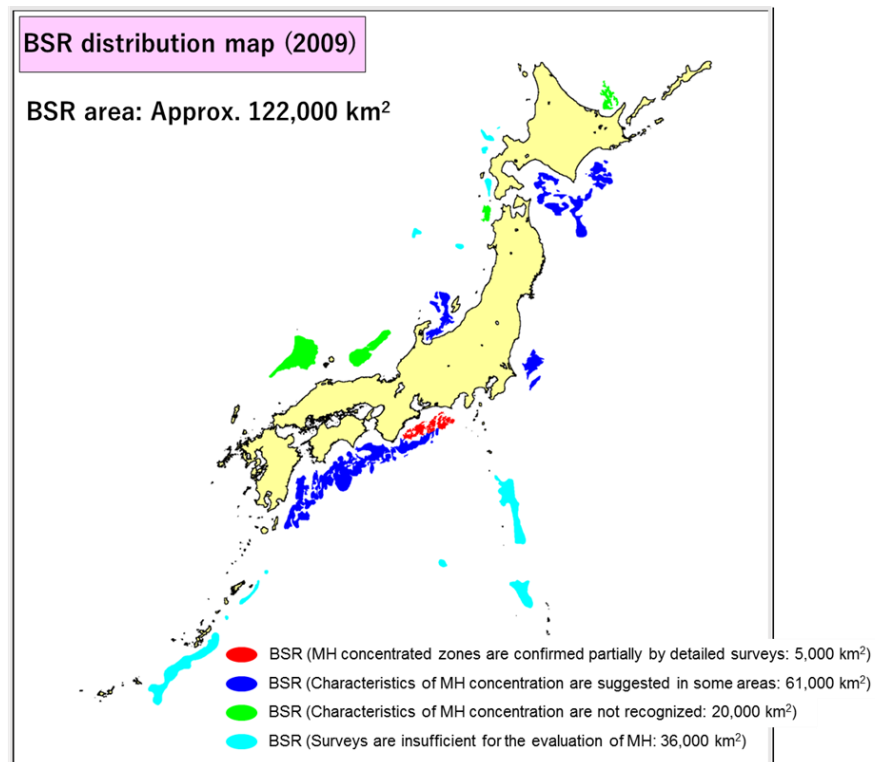 BSR distribution map (2009)
BSR area: Approx. 122,000 km²
BSR (MH concentrated zones are confirmed partially by detailed surveys: 5,000 km²)
BSR (Characteristics of MH concentration are suggested in some areas: 61,000 km²)
BSR (Characteristics of MH concentration are not recognized: 20,000 km²)
BSR (Surveys are insufficient for the evaluation of MH: 36,000 km²)